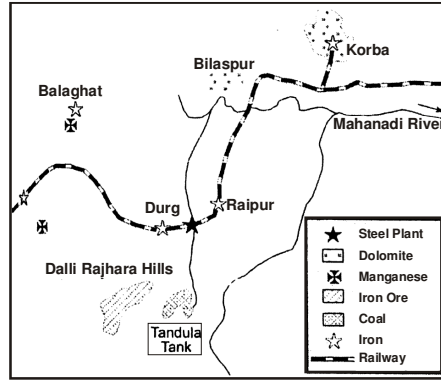 Korba
Bilaspur
Balaghat
Mahanadi River
Durg
Raipur
Dalli Rajhara Hills
Tandula
Tank
Steel Plant
Dolomite
Manganese
Iron Ore
Coal
Iron
Railway